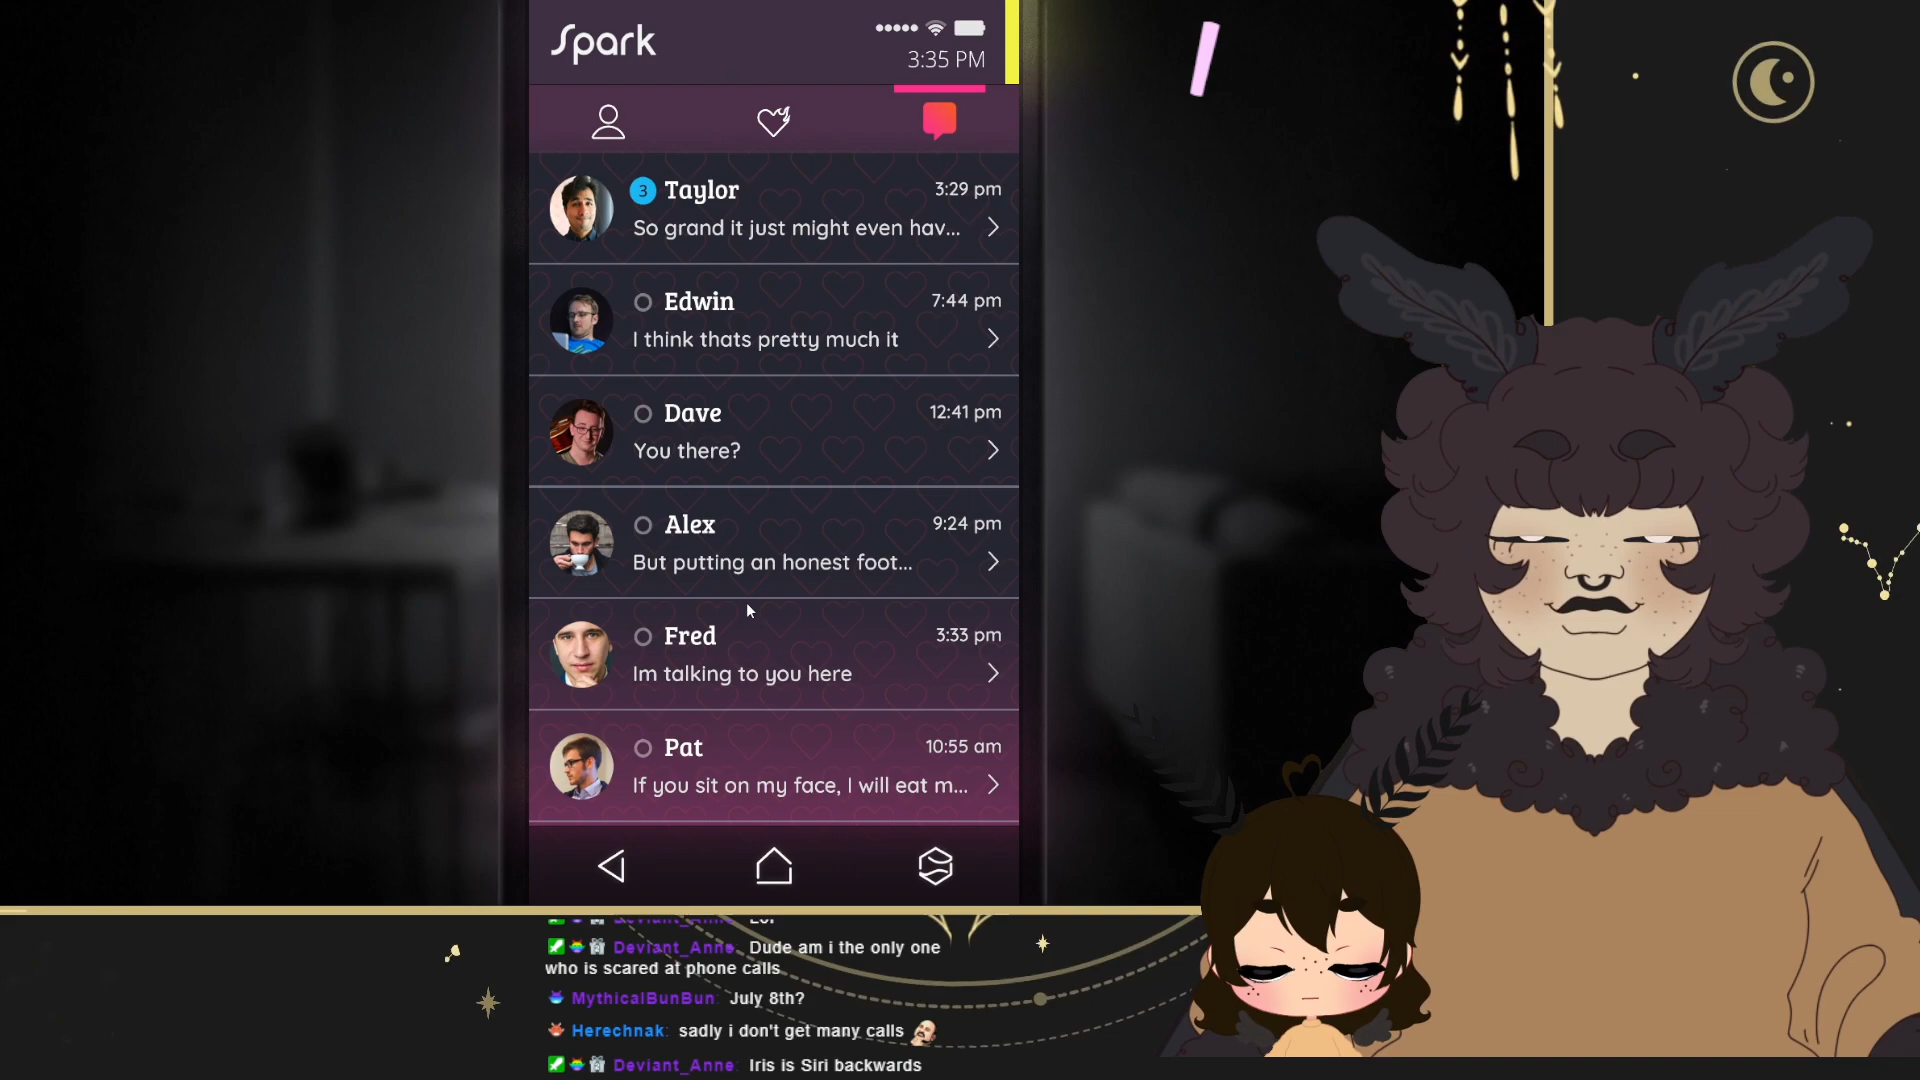 Spark
3:35 PM
3 Taylor 3:29 pm
So grand it just might even hav...
Edwin 7:44 pm
I think thats pretty much it
Dave 12:41 pm
You there?
Alex 9:24 pm
But putting an honest foot...
Fred 3:33 pm
Im talking to you here
Pat 10:55 am
If you sit on my face, I will eat m...
Deviant_Anne: Lol
Deviant_Anne: Dude am i the only one
who is scared at phone calls
MythicalBunBun: July 8th?
Herechnak: sadly i don't get many calls
Deviant_Anne: Iris is Siri backwards